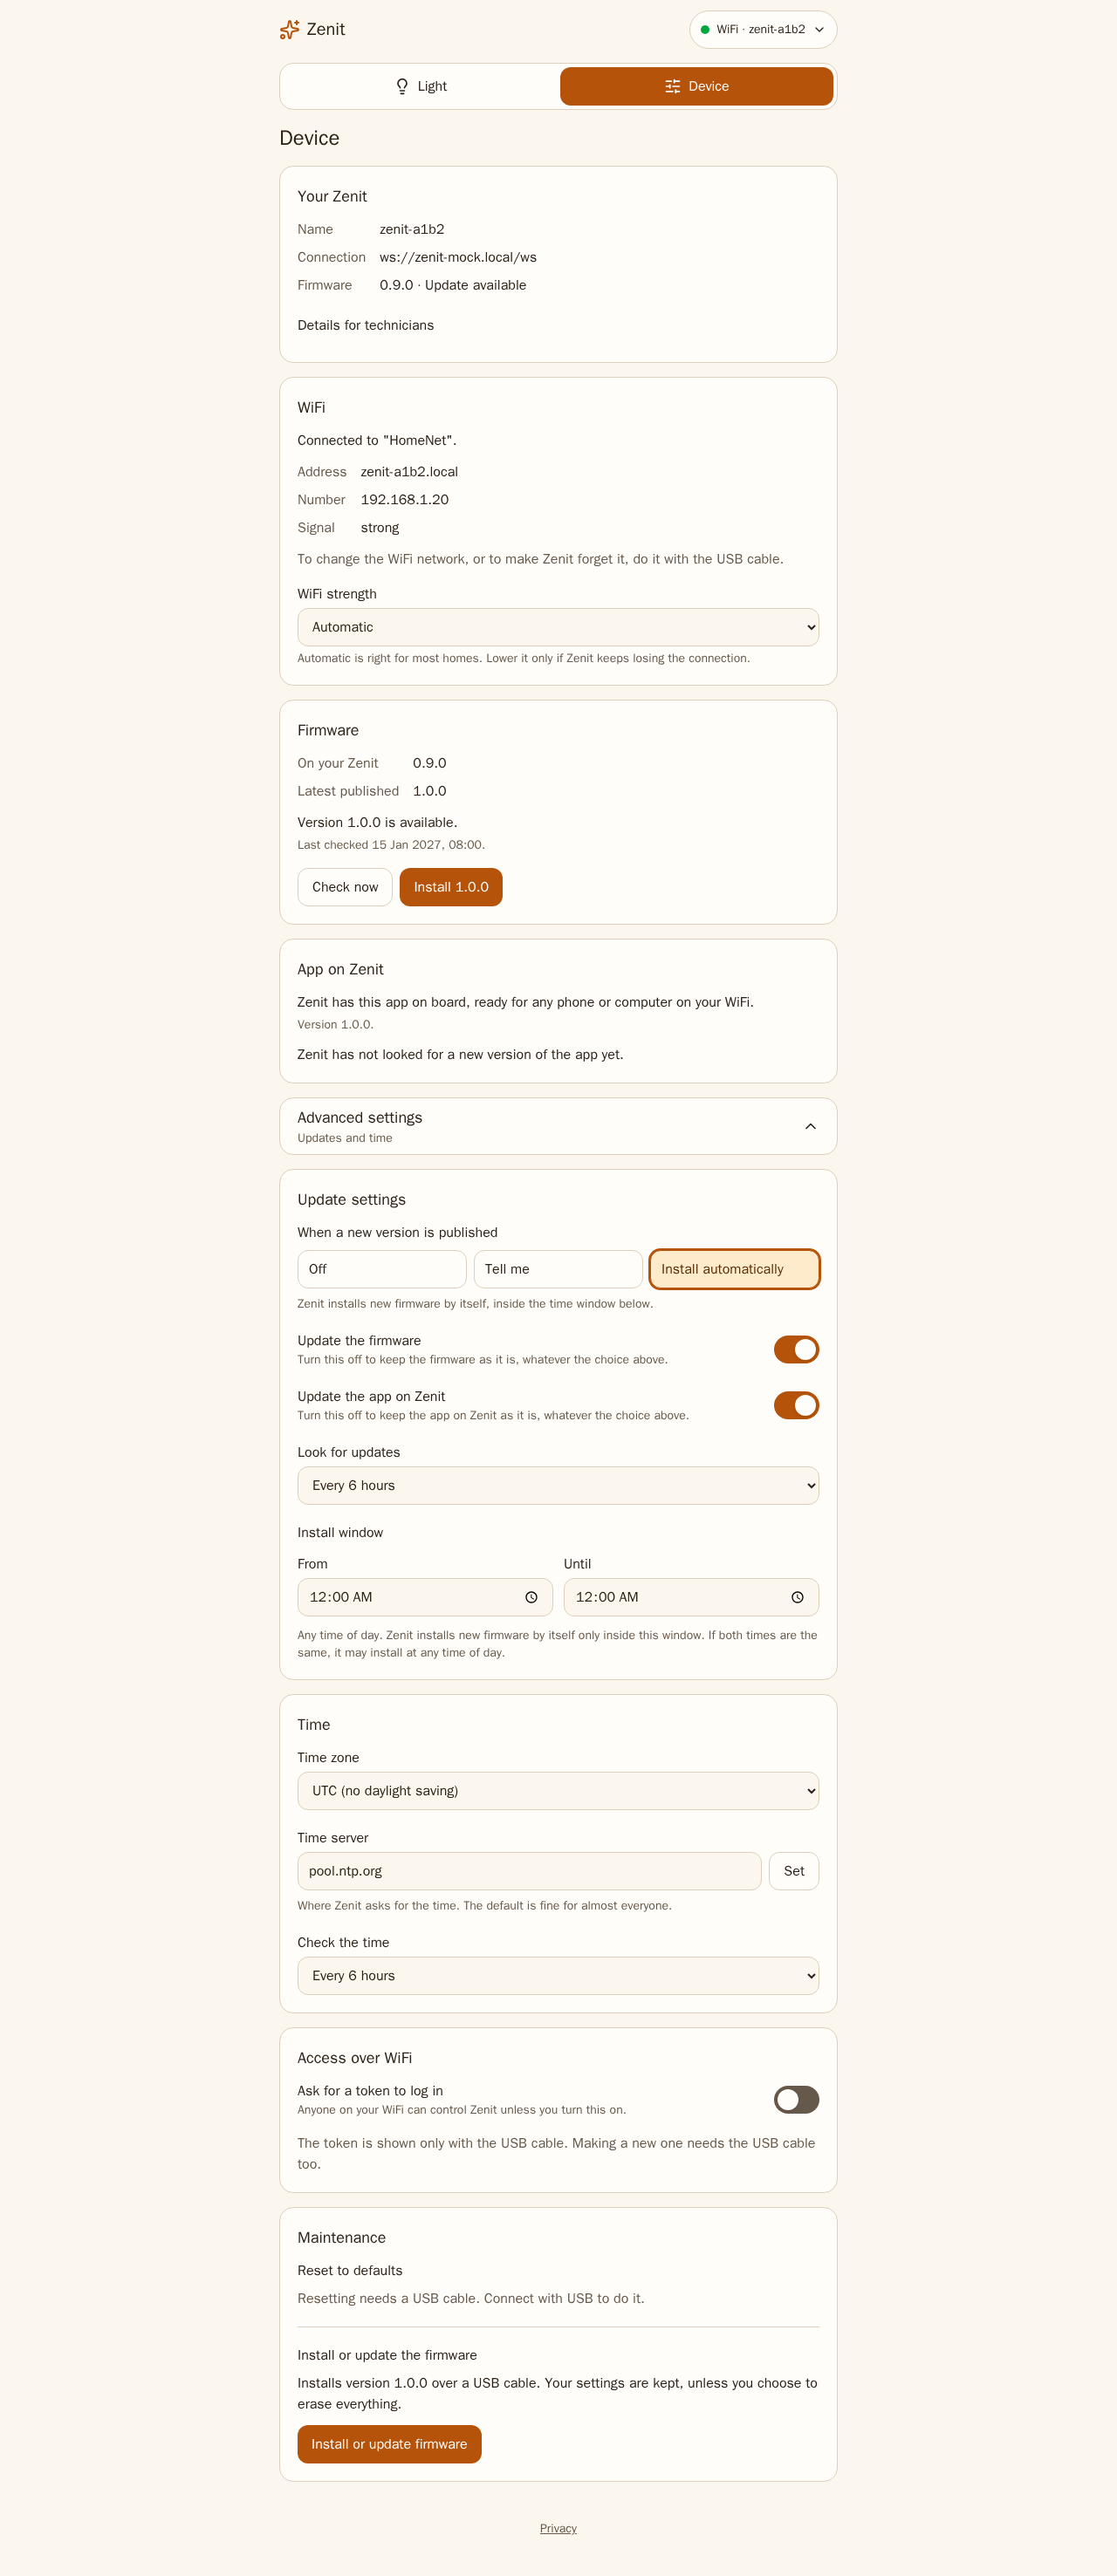 Zenit
WiFi · zenit-a1b2
Light
Device
Device
Your Zenit
Name zenit-a1b2
Connection ws://zenit-mock.local/ws
Firmware 0.9.0 · Update available
Details for technicians
WiFi
Connected to "HomeNet".
Address zenit-a1b2.local
Number 192.168.1.20
Signal strong
To change the WiFi network, or to make Zenit forget it, do it with the USB cable.
WiFi strength
Automatic
Automatic is right for most homes. Lower it only if Zenit keeps losing the connection.
Firmware
On your Zenit 0.9.0
Latest published 1.0.0
Version 1.0.0 is available.
Last checked 15 Jan 2027, 08:00.
Check now
Install 1.0.0
App on Zenit
Zenit has this app on board, ready for any phone or computer on your WiFi.
Version 1.0.0.
Zenit has not looked for a new version of the app yet.
Advanced settings
Updates and time
Update settings
When a new version is published
Off
Tell me
Install automatically
Zenit installs new firmware by itself, inside the time window below.
Update the firmware
Turn this off to keep the firmware as it is, whatever the choice above.
Update the app on Zenit
Turn this off to keep the app on Zenit as it is, whatever the choice above.
Look for updates
Every 6 hours
Install window
From
Until
12:00 AM
12:00 AM
Any time of day. Zenit installs new firmware by itself only inside this window. If both times are the
same, it may install at any time of day.
Time
Time zone
UTC (no daylight saving)
Time server
pool.ntp.org
Set
Where Zenit asks for the time. The default is fine for almost everyone.
Check the time
Every 6 hours
Access over WiFi
Ask for a token to log in
Anyone on your WiFi can control Zenit unless you turn this on.
The token is shown only with the USB cable. Making a new one needs the USB cable
too.
Maintenance
Reset to defaults
Resetting needs a USB cable. Connect with USB to do it.
Install or update the firmware
Installs version 1.0.0 over a USB cable. Your settings are kept, unless you choose to
erase everything.
Install or update firmware
Privacy